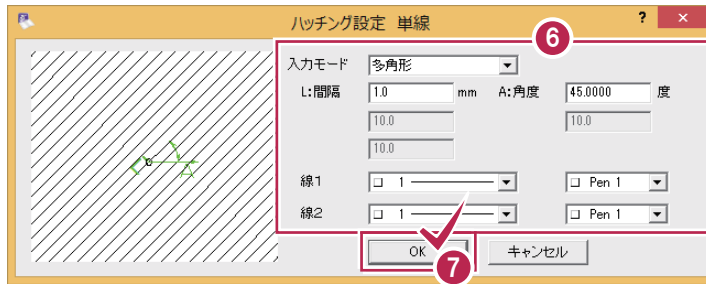 ハッチング設定 単線 ? ×
6
入力モード 多角形
L:間隔 1.0 mm A:角度 45.0000 度
10.0 10.0
10.0
線1 1 Pen 1
線2 1 Pen 1
OK キャンセル
7
L
A